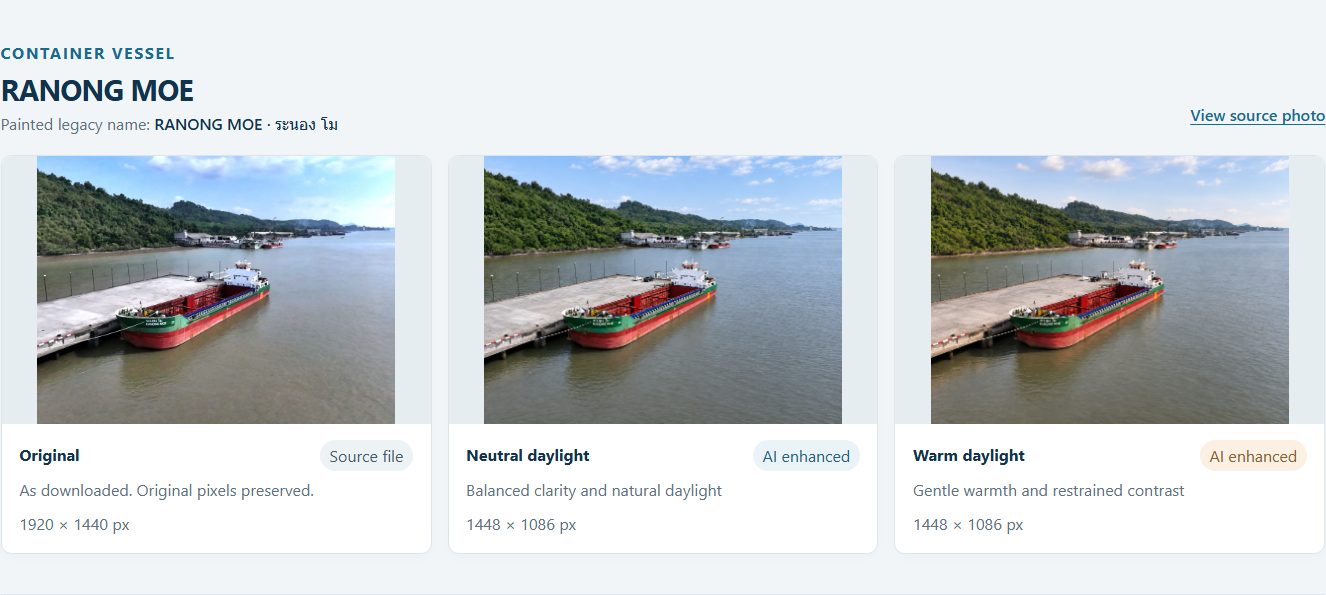 CONTAINER VESSEL
RANONG MOE
Painted legacy name: RANONG MOE · ระนอง โม
View source photo
Original
Source file
As downloaded. Original pixels preserved.
1920 × 1440 px
Neutral daylight
AI enhanced
Balanced clarity and natural daylight
1448 × 1086 px
Warm daylight
AI enhanced
Gentle warmth and restrained contrast
1448 × 1086 px